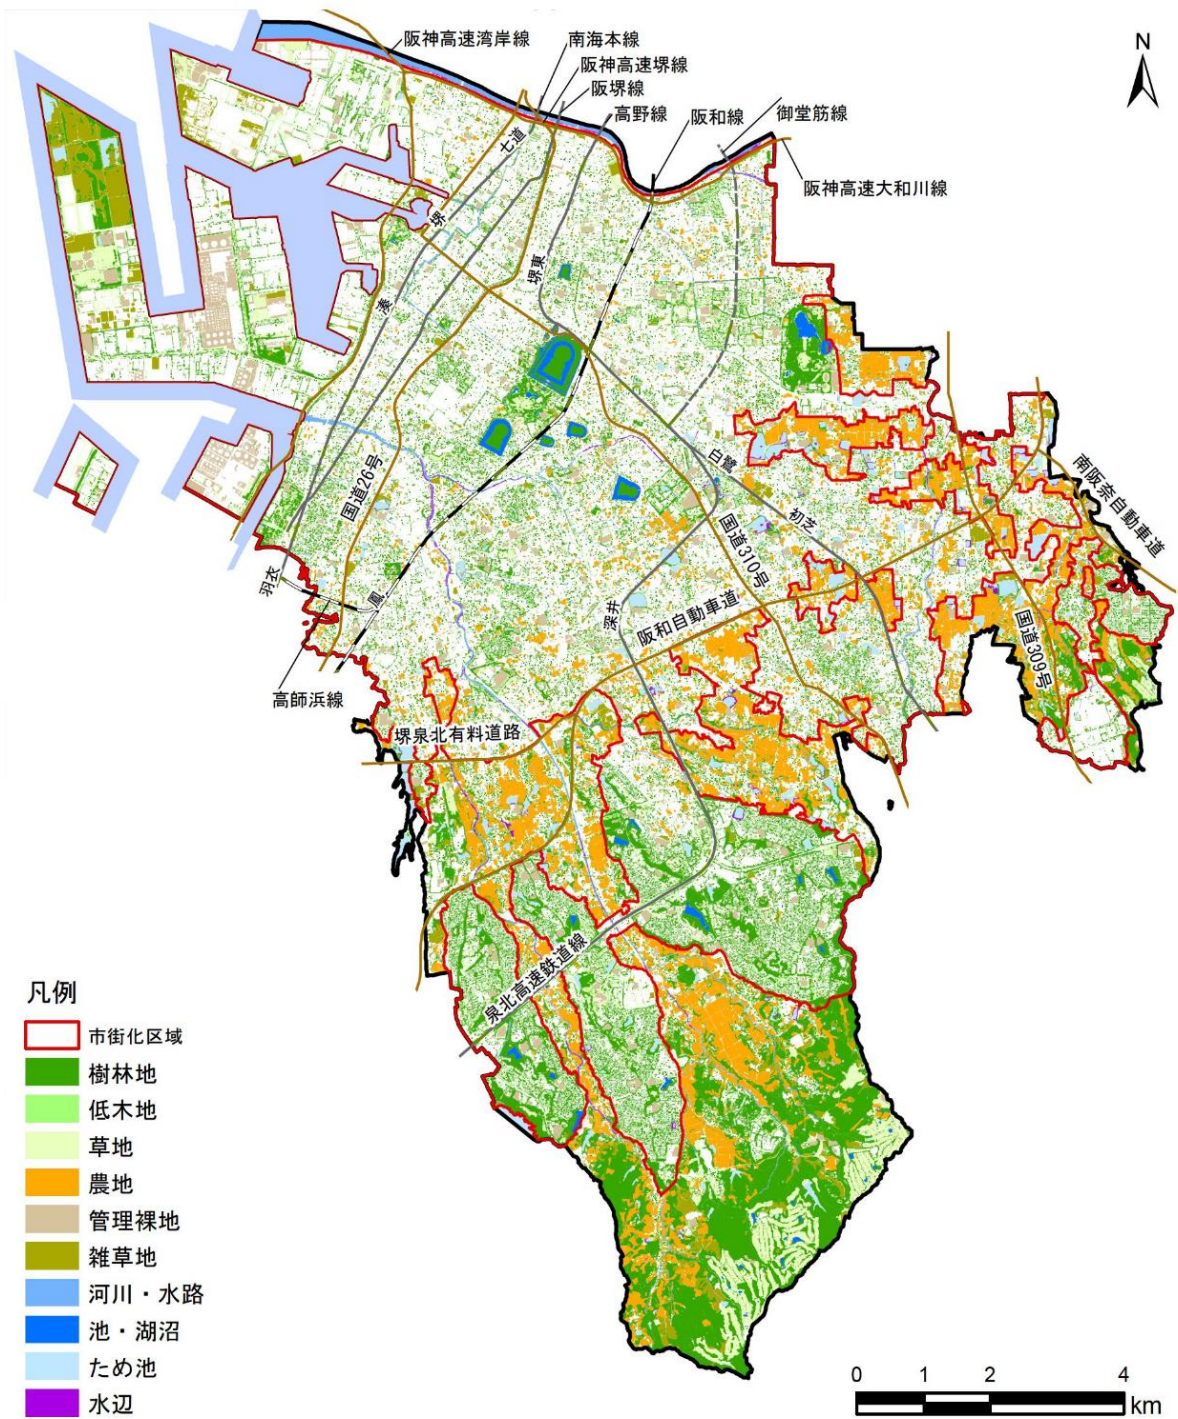 阪神高速湾岸線
南海本線
阪神高速堺線
阪堺線
高野線
阪和線
御堂筋線
阪神高速大和川線
N
七道
堺
堺東
湊
国道26号
白鷺
初芝
国道310号
南阪奈自動車道
羽衣
鳳
深井
阪和自動車道
国道309号
高師浜線
堺泉北有料道路
泉北高速鉄道線
凡例
市街化区域
樹林地
低木地
草地
農地
管理裸地
雑草地
河川・水路
池・湖沼
ため池
水辺
0 1 2 4
km